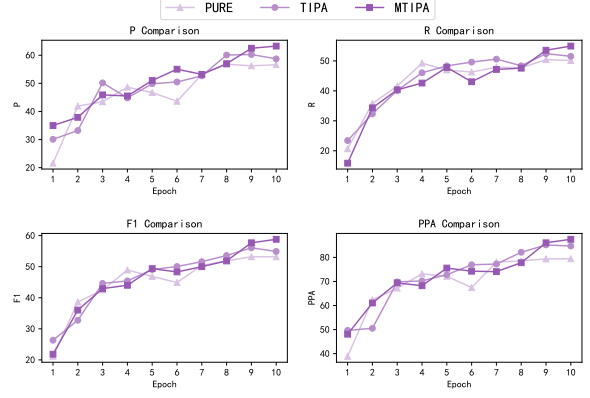 PURE TIPA MTIPA
P Comparison
R Comparison
60
50
40
30
20
P
1 2 3 4 5 6 7 8 9 10
Epoch
50
40
30
20
R
1 2 3 4 5 6 7 8 9 10
Epoch
F1 Comparison
PPA Comparison
60
50
40
30
20
F1
1 2 3 4 5 6 7 8 9 10
Epoch
80
70
60
50
40
PPA
1 2 3 4 5 6 7 8 9 10
Epoch